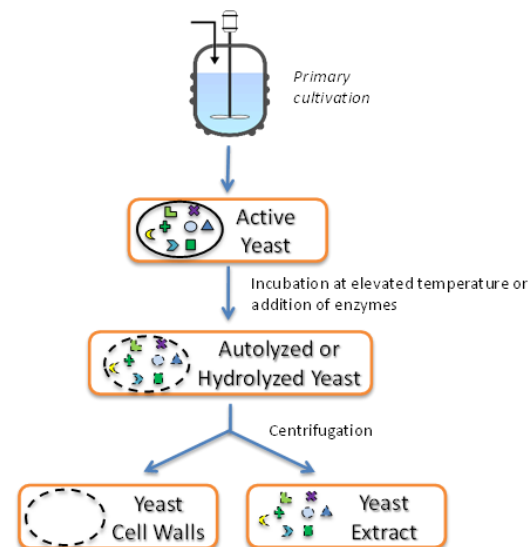 Primary
cultivation
Active
Yeast
Incubation at elevated temperature or
addition of enzymes
Autolyzed or
Hydrolyzed Yeast
Centrifugation
Yeast
Cell Walls
Yeast
Extract